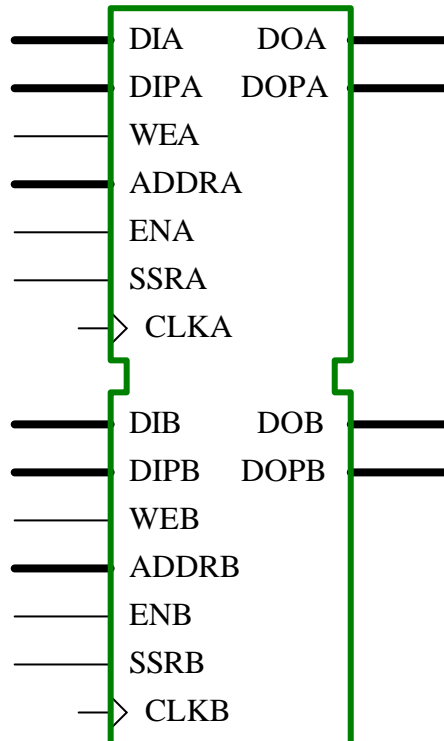 DIA DOA
DIPA DOPA
WEA
ADDRA
ENA
SSRA
CLKA
DIB DOB
DIPB DOPB
WEB
ADDRB
ENB
SSRB
CLKB